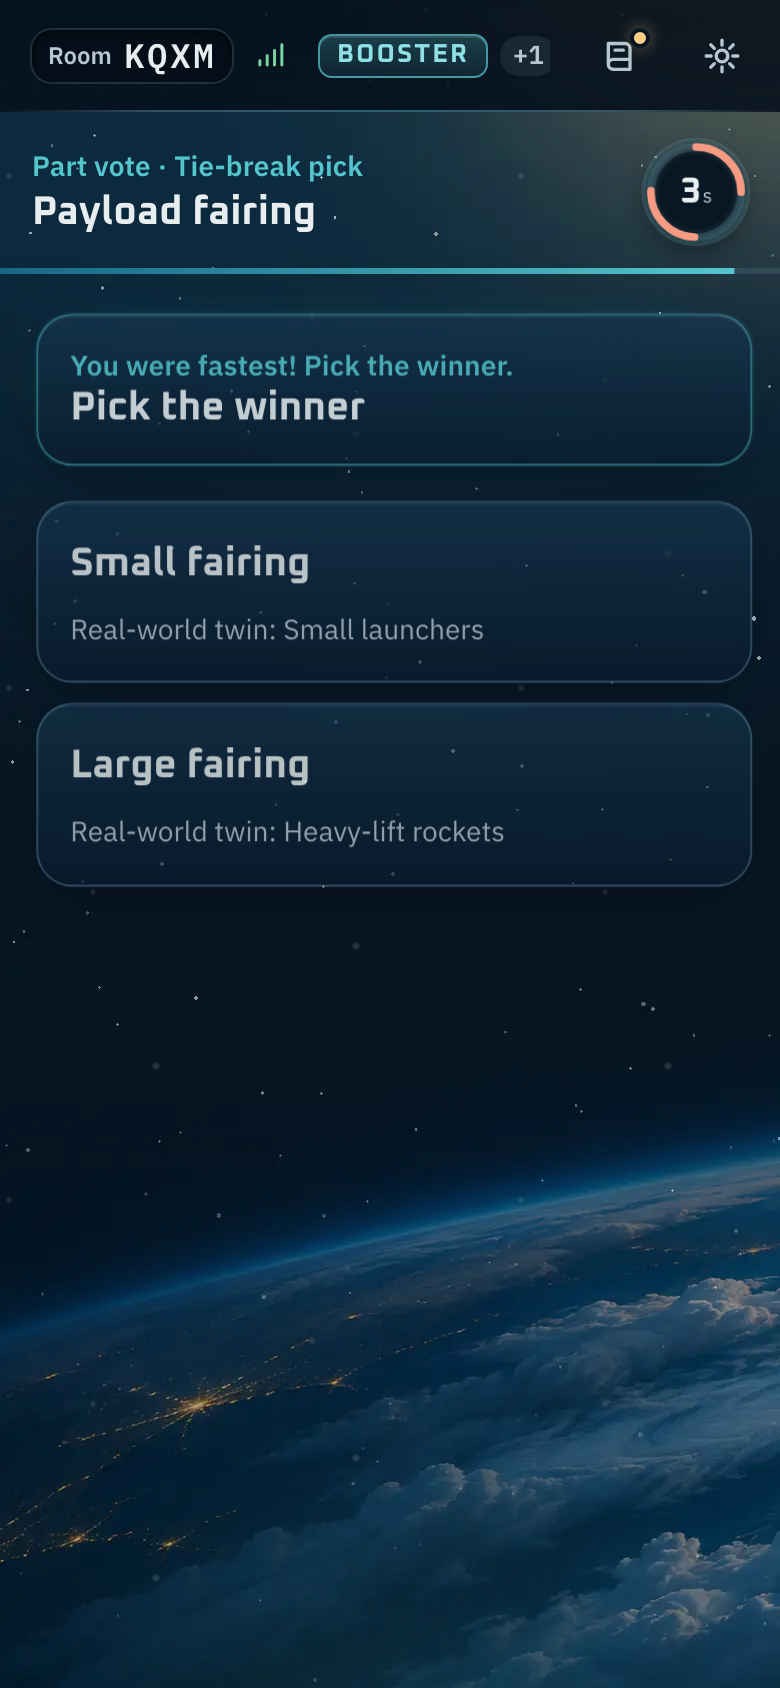 Room KQXM BOOSTER +1
Part vote · Tie-break pick
Payload fairing
3s
You were fastest! Pick the winner.
Pick the winner
Small fairing
Real-world twin: Small launchers
Large fairing
Real-world twin: Heavy-lift rockets